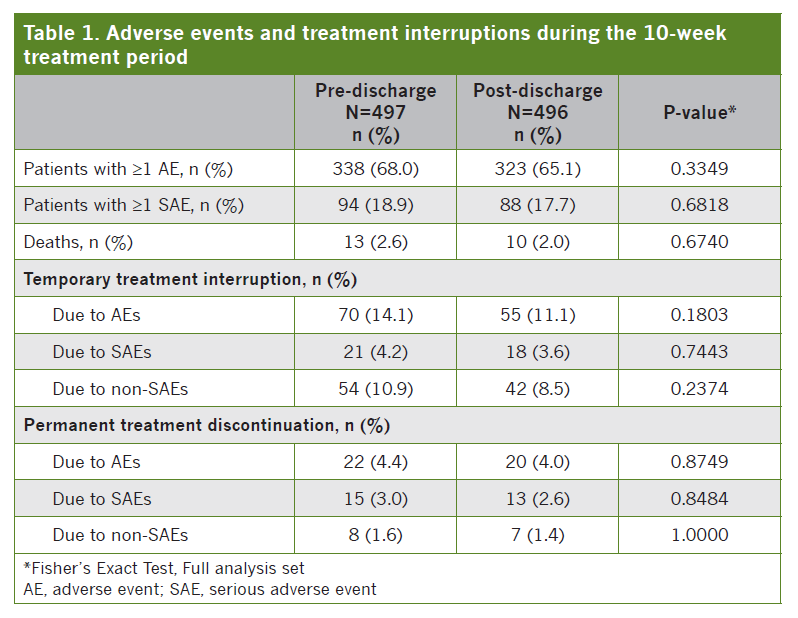 Table 1. Adverse events and treatment interruptions during the 10-week
treatment period
Pre-discharge
N=497
n (%)
Post-discharge
N=496
n (%)
P-value*
Patients with ≥1 AE, n (%) 338 (68.0) 323 (65.1) 0.3349
Patients with ≥1 SAE, n (%) 94 (18.9) 88 (17.7) 0.6818
Deaths, n (%) 13 (2.6) 10 (2.0) 0.6740
Temporary treatment interruption, n (%)
Due to AEs 70 (14.1) 55 (11.1) 0.1803
Due to SAEs 21 (4.2) 18 (3.6) 0.7443
Due to non-SAEs 54 (10.9) 42 (8.5) 0.2374
Permanent treatment discontinuation, n (%)
Due to AEs 22 (4.4) 20 (4.0) 0.8749
Due to SAEs 15 (3.0) 13 (2.6) 0.8484
Due to non-SAEs 8 (1.6) 7 (1.4) 1.0000
*Fisher's Exact Test, Full analysis set
AE, adverse event; SAE, serious adverse event